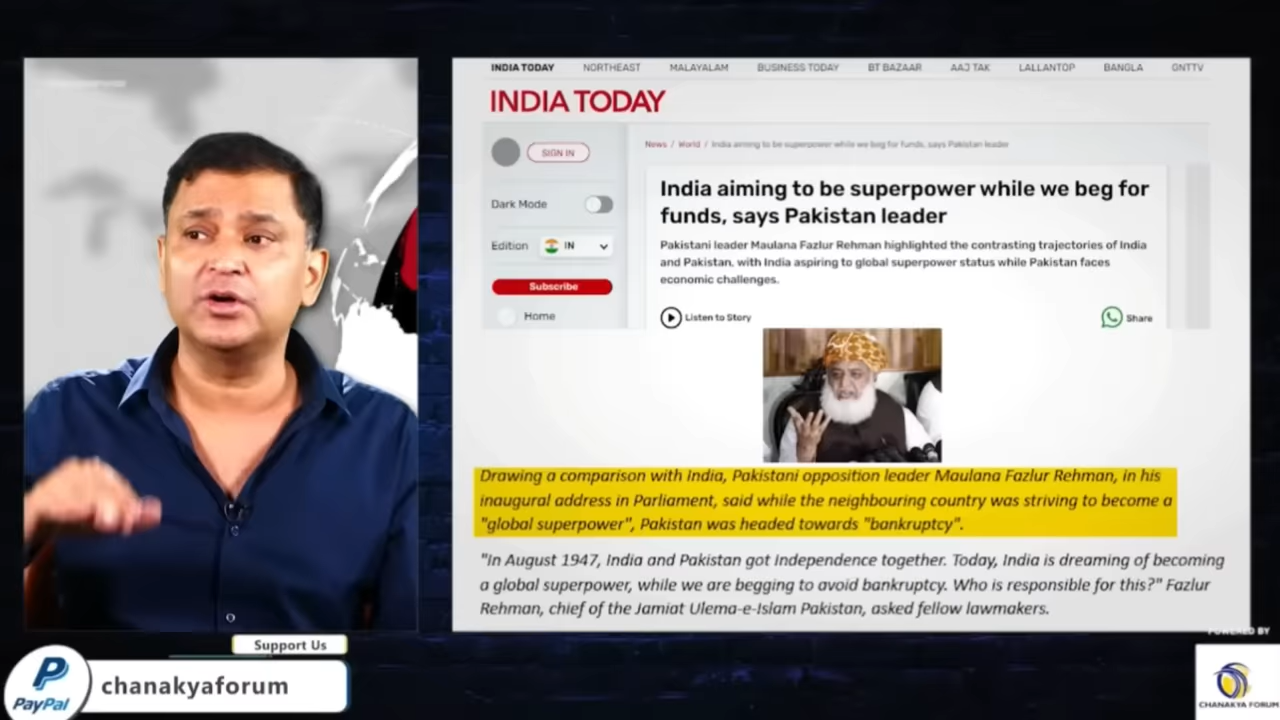 INDIA TODAY NORTHEAST MALAYALAM BUSINESS TODAY BT BAZAAR AAJ TAK LALLANTOP BANGLA GNTTV
INDIA TODAY
SIGN IN
Dark Mode
Edition IN
Subscribe
Home
News / World / India aiming to be superpower while we beg for funds, says Pakistan leader
India aiming to be superpower while we beg for
funds, says Pakistan leader
Pakistani leader Maulana Fazlur Rehman highlighted the contrasting trajectories of India
and Pakistan, with India aspiring to global superpower status while Pakistan faces
economic challenges.
Listen to Story
Share
Drawing a comparison with India, Pakistani opposition leader Maulana Fazlur Rehman, in his
inaugural address in Parliament, said while the neighbouring country was striving to become a
"global superpower", Pakistan was headed towards "bankruptcy".
"In August 1947, India and Pakistan got Independence together. Today, India is dreaming of becoming
a global superpower, while we are begging to avoid bankruptcy. Who is responsible for this?" Fazlur
Rehman, chief of the Jamiat Ulema-e-Islam Pakistan, asked fellow lawmakers.
Support Us
PayPal
chanakyaforum
POWERED BY
CHANAKYA FORUM